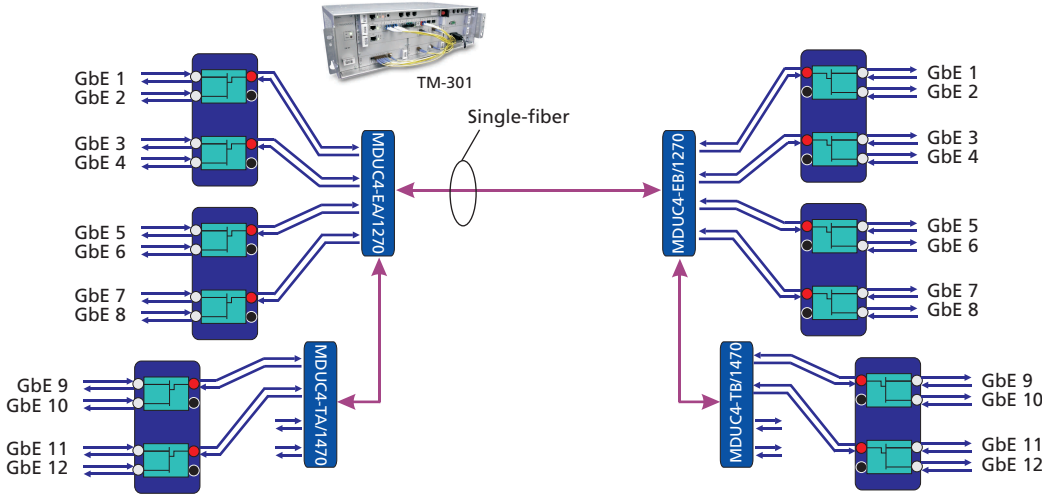 TM-301
Single-fiber
GbE 1
GbE 2
GbE 3
GbE 4
GbE 5
GbE 6
GbE 7
GbE 8
GbE 9
GbE 10
GbE 11
GbE 12
MDUC4-EA/1270
MDUC4-TA/1470
MDUC4-EB/1270
MDUC4-TB/1470
GbE 1
GbE 2
GbE 3
GbE 4
GbE 5
GbE 6
GbE 7
GbE 8
GbE 9
GbE 10
GbE 11
GbE 12